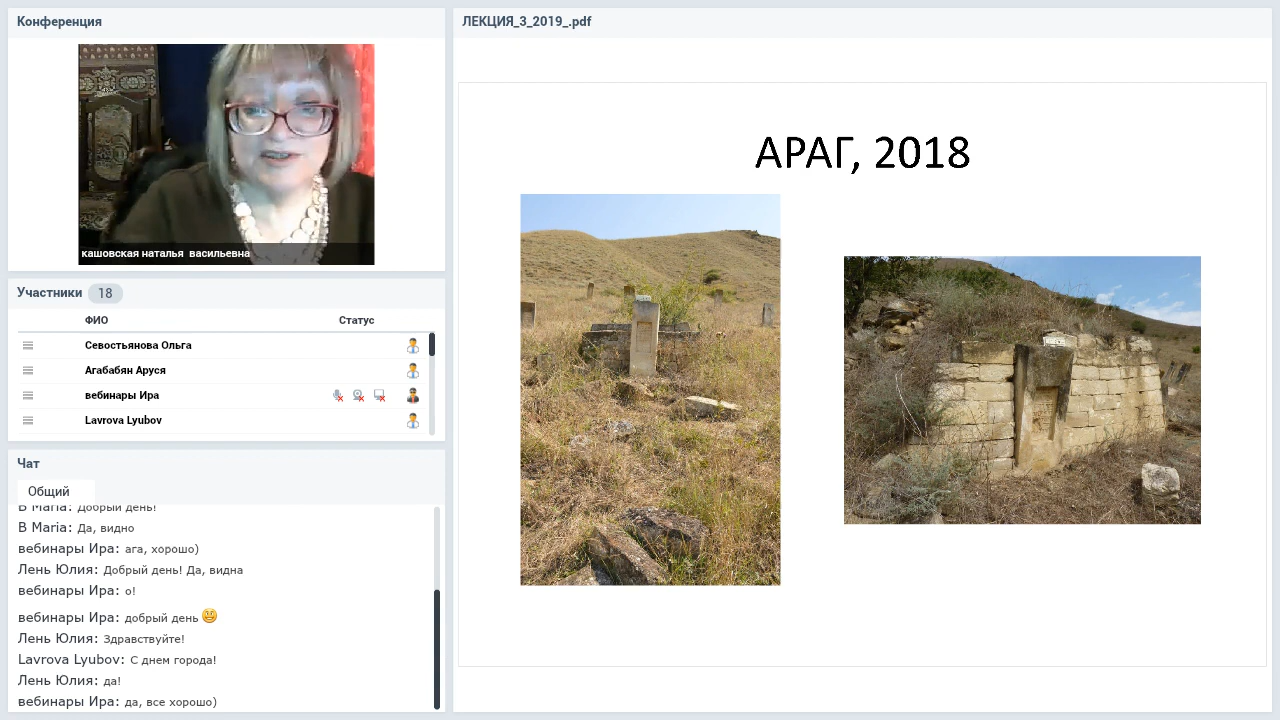 Конференция
кашовская наталья васильевна
Участники 18
ФИО Статус
Севостьянова Ольга
Агабабян Аруся
вебинары Ира
Lavrova Lyubov
Чат
Общий
B Maria: Добрый день!
B Maria: Да, видно
вебинары Ира: ага, хорошо)
Лень Юлия: Добрый день! Да, видна
вебинары Ира: о!
вебинары Ира: добрый день
Лень Юлия: Здравствуйте!
Lavrova Lyubov: С днем города!
Лень Юлия: да!
вебинары Ира: да, все хорошо)
ЛЕКЦИЯ_3_2019_.pdf
АРАГ, 2018